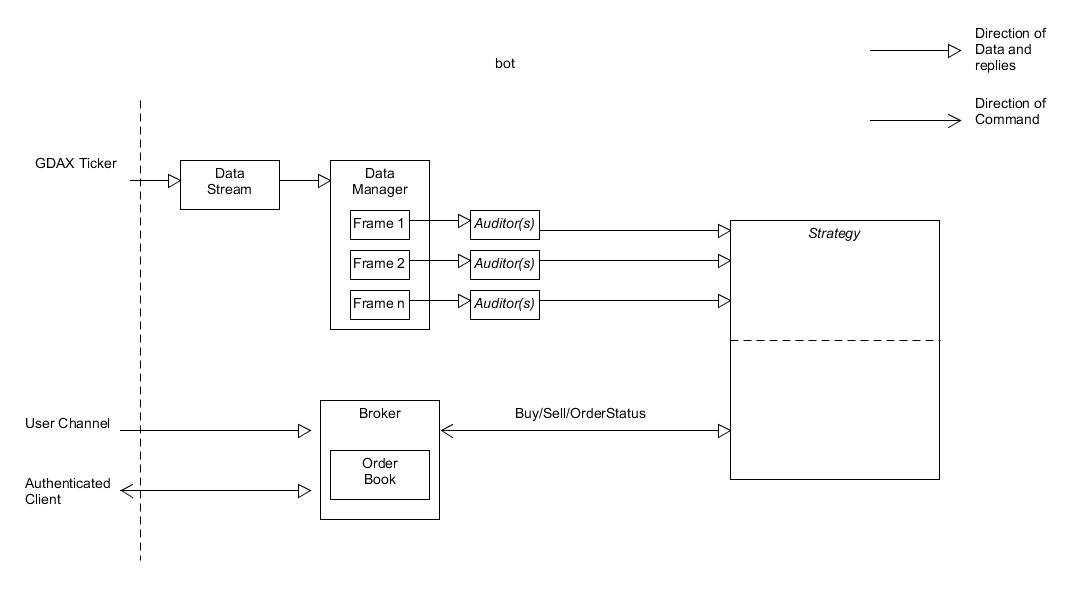 Direction of
Data and
replies
bot
Direction of
Command
GDAX Ticker
Data
Stream
Data
Manager
Frame 1
Auditor(s)
Strategy
Frame 2
Auditor(s)
Frame n
Auditor(s)
User Channel
Broker
Buy/Sell/OrderStatus
Order
Book
Authenticated
Client